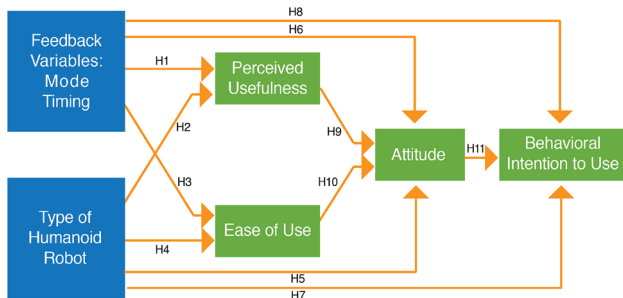 H8
H6
Feedback
Variables:
Mode
Timing
H1
Perceived
Usefulness
H2
H9
H3
Attitude
H11
Behavioral
Intention to Use
H10
Type of
Humanoid
Robot
H4
Ease of Use
H5
H7